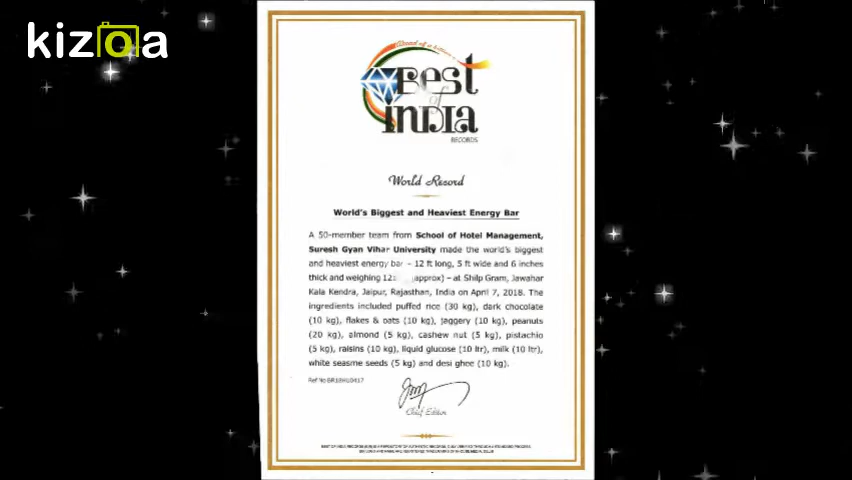 kizoa
Blend of a billion
BEST
of
INDIA
RECORDS
World Record
World's Biggest and Heaviest Energy Bar
A 50-member team from School of Hotel Management,
Suresh Gyan Vihar University made the world's biggest
and heaviest energy bar – 12 ft long, 5 ft wide and 6 inches
thick and weighing (approx) – at Shilp Gram, Jawahar
Kala Kendra, Jaipur, Rajasthan, India on April 7, 2018. The
ingredients included puffed rice (30 kg), dark chocolate
(10 kg), flakes & oats (10 kg), jaggery (10 kg), peanuts
(20 kg), almond (5 kg), cashew nut (5 kg), pistachio
(5 kg), raisins (10 kg), liquid glucose (10 ltr), milk (10 ltr),
white seasme seeds (5 kg) and desi ghee (10 kg).
Ref No
Chief Editor